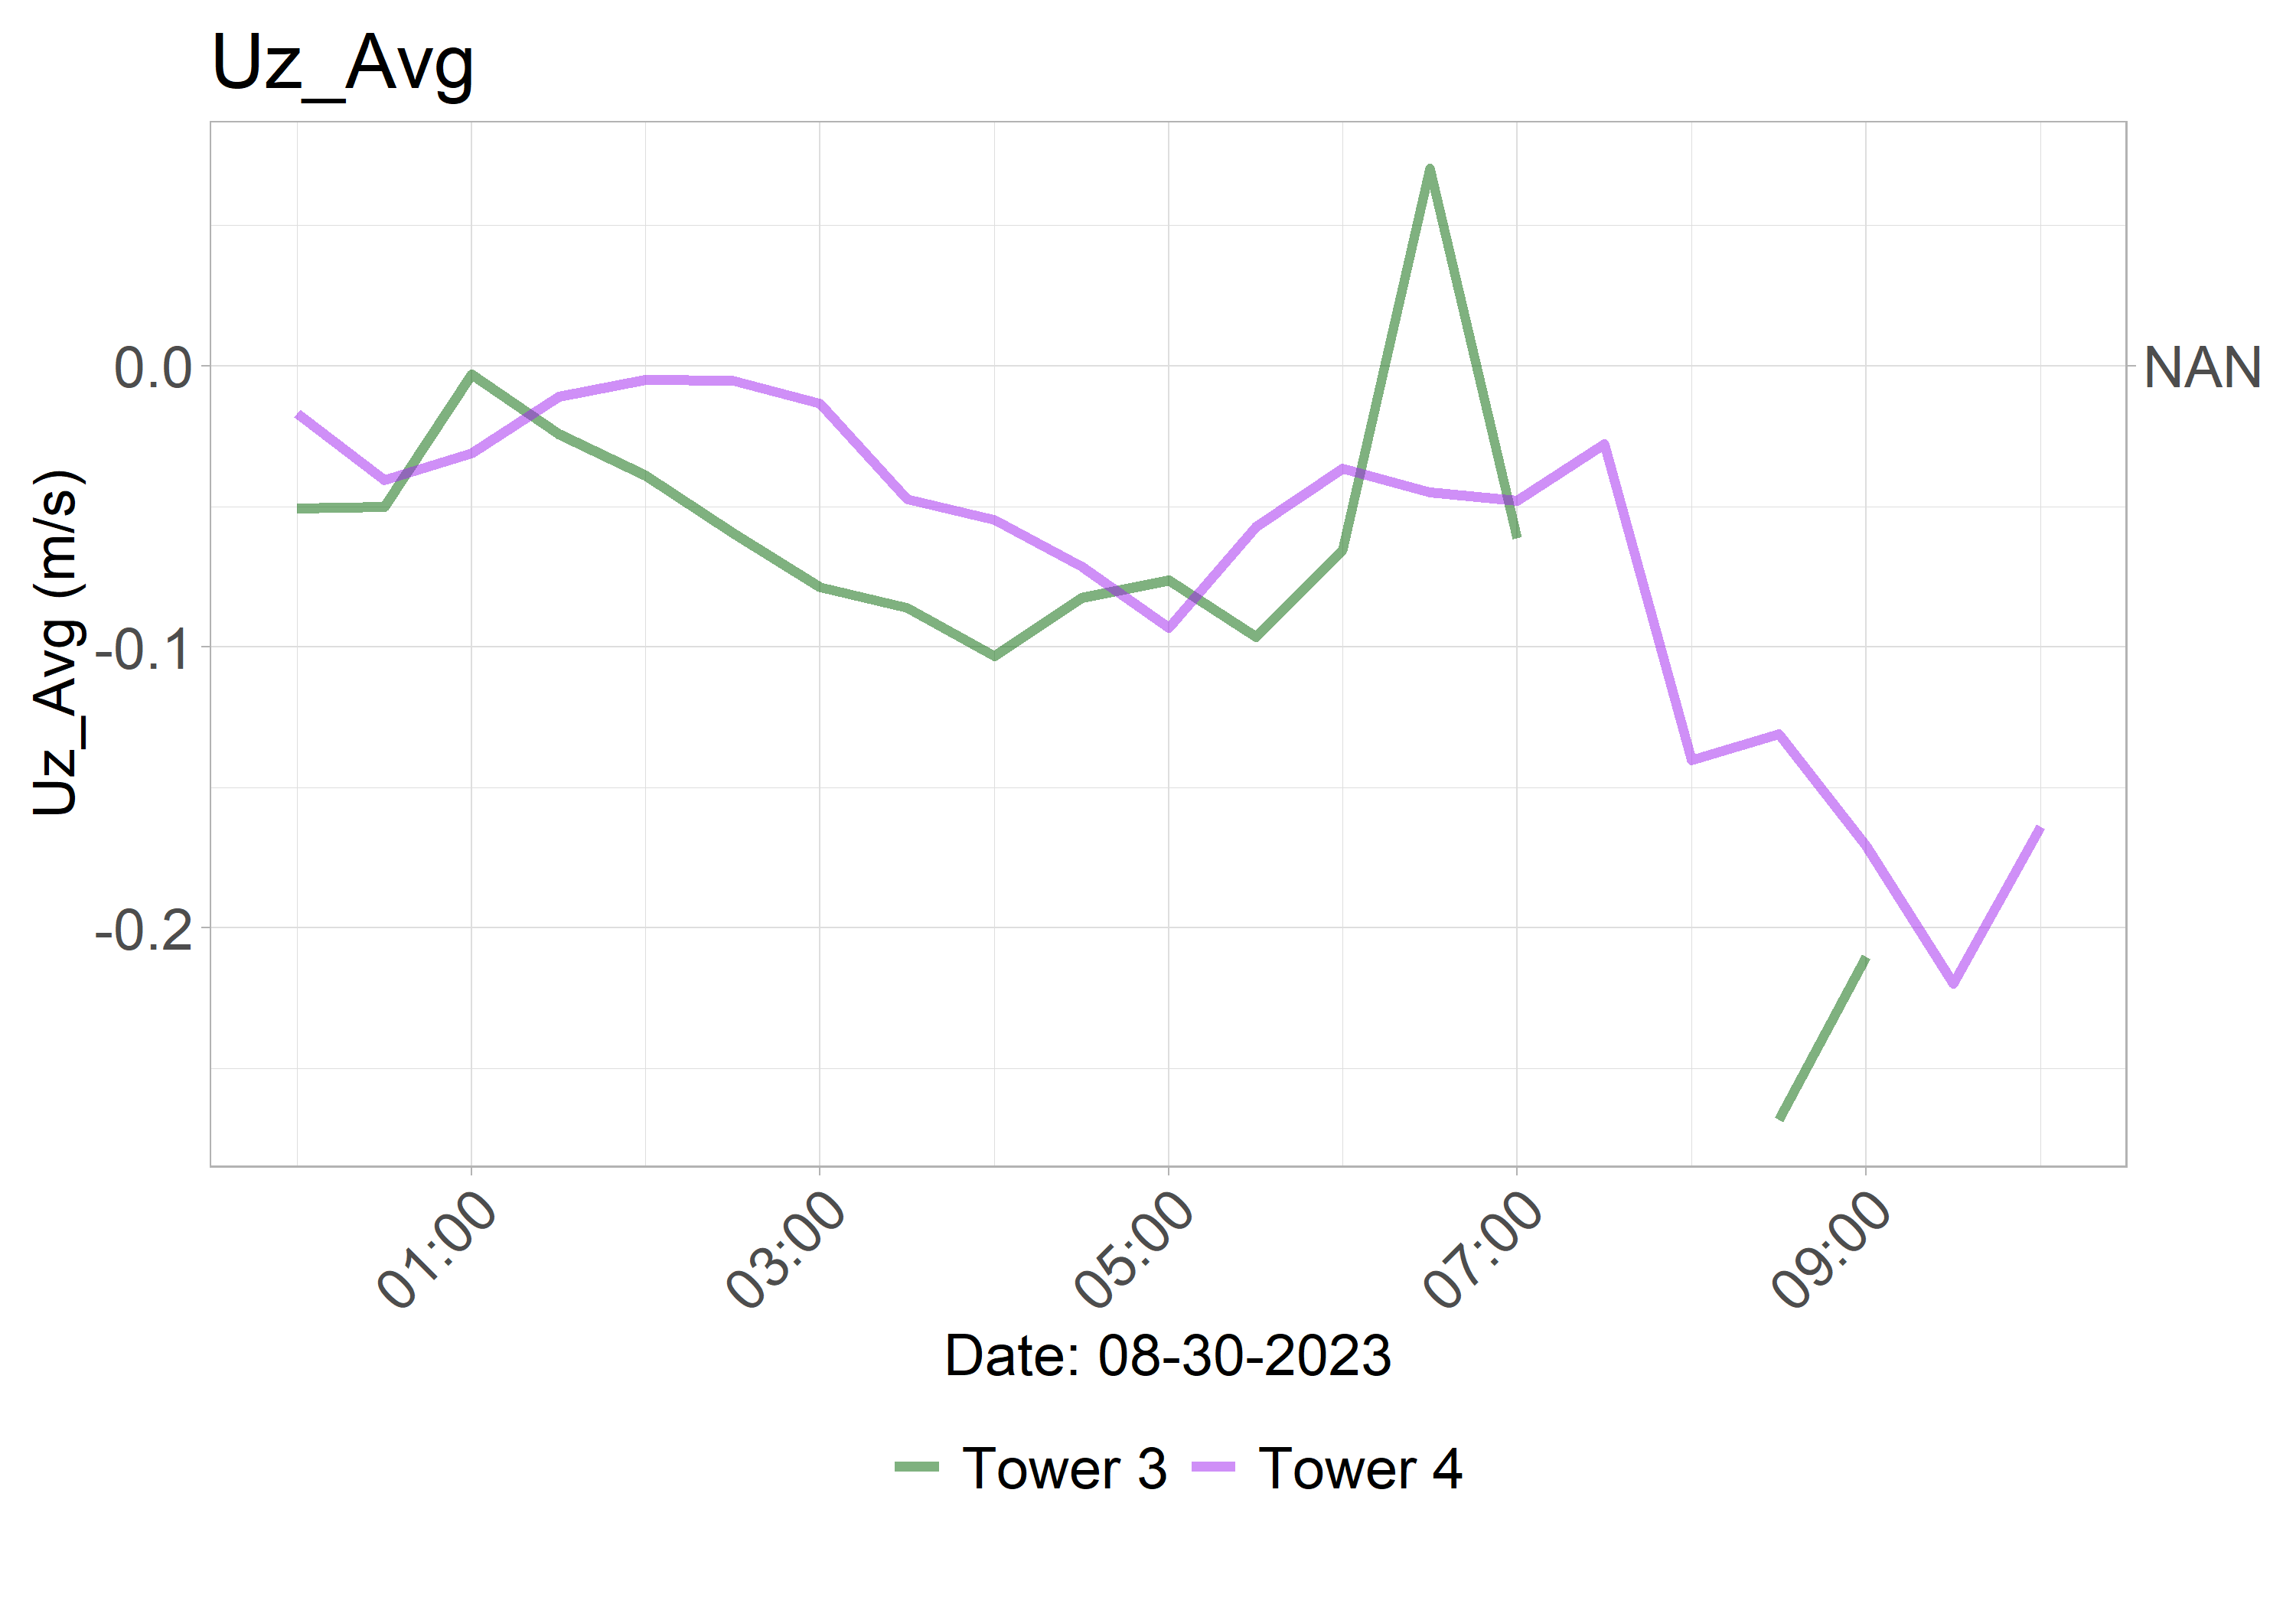 Uz_Avg
Uz_Avg (m/s)
0.0
-0.1
-0.2
NAN
01:00
03:00
05:00
07:00
09:00
Date: 08-30-2023
Tower 3
Tower 4